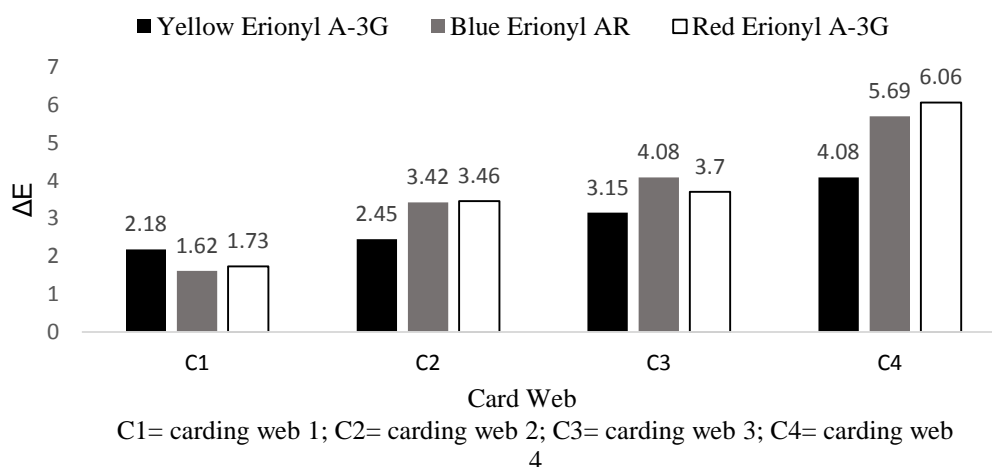 Yellow Erionyl A-3G Blue Erionyl AR Red Erionyl A-3G
7
6
5
4
3
2
1
0
ΔE
2.18 1.62 1.73
2.45 3.42 3.46
3.15 4.08 3.7
4.08 5.69 6.06
C1 C2 C3 C4
Card Web
C1= carding web 1; C2= carding web 2; C3= carding web 3; C4= carding web
4